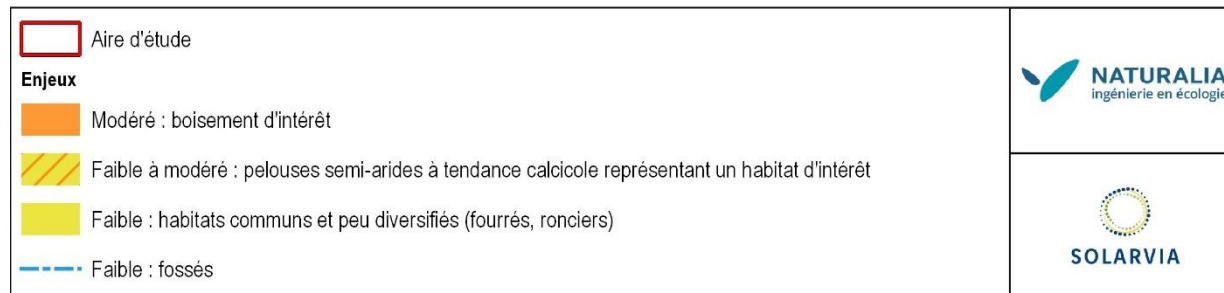 Aire d'étude
Enjeux
Modéré : boisement d'intérêt
Faible à modéré : pelouses semi-arides à tendance calcicole représentant un habitat d'intérêt
Faible : habitats communs et peu diversifiés (fourrés, ronciers)
Faible : fossés
NATURALIA
ingénierie en écologie
SOLARVIA